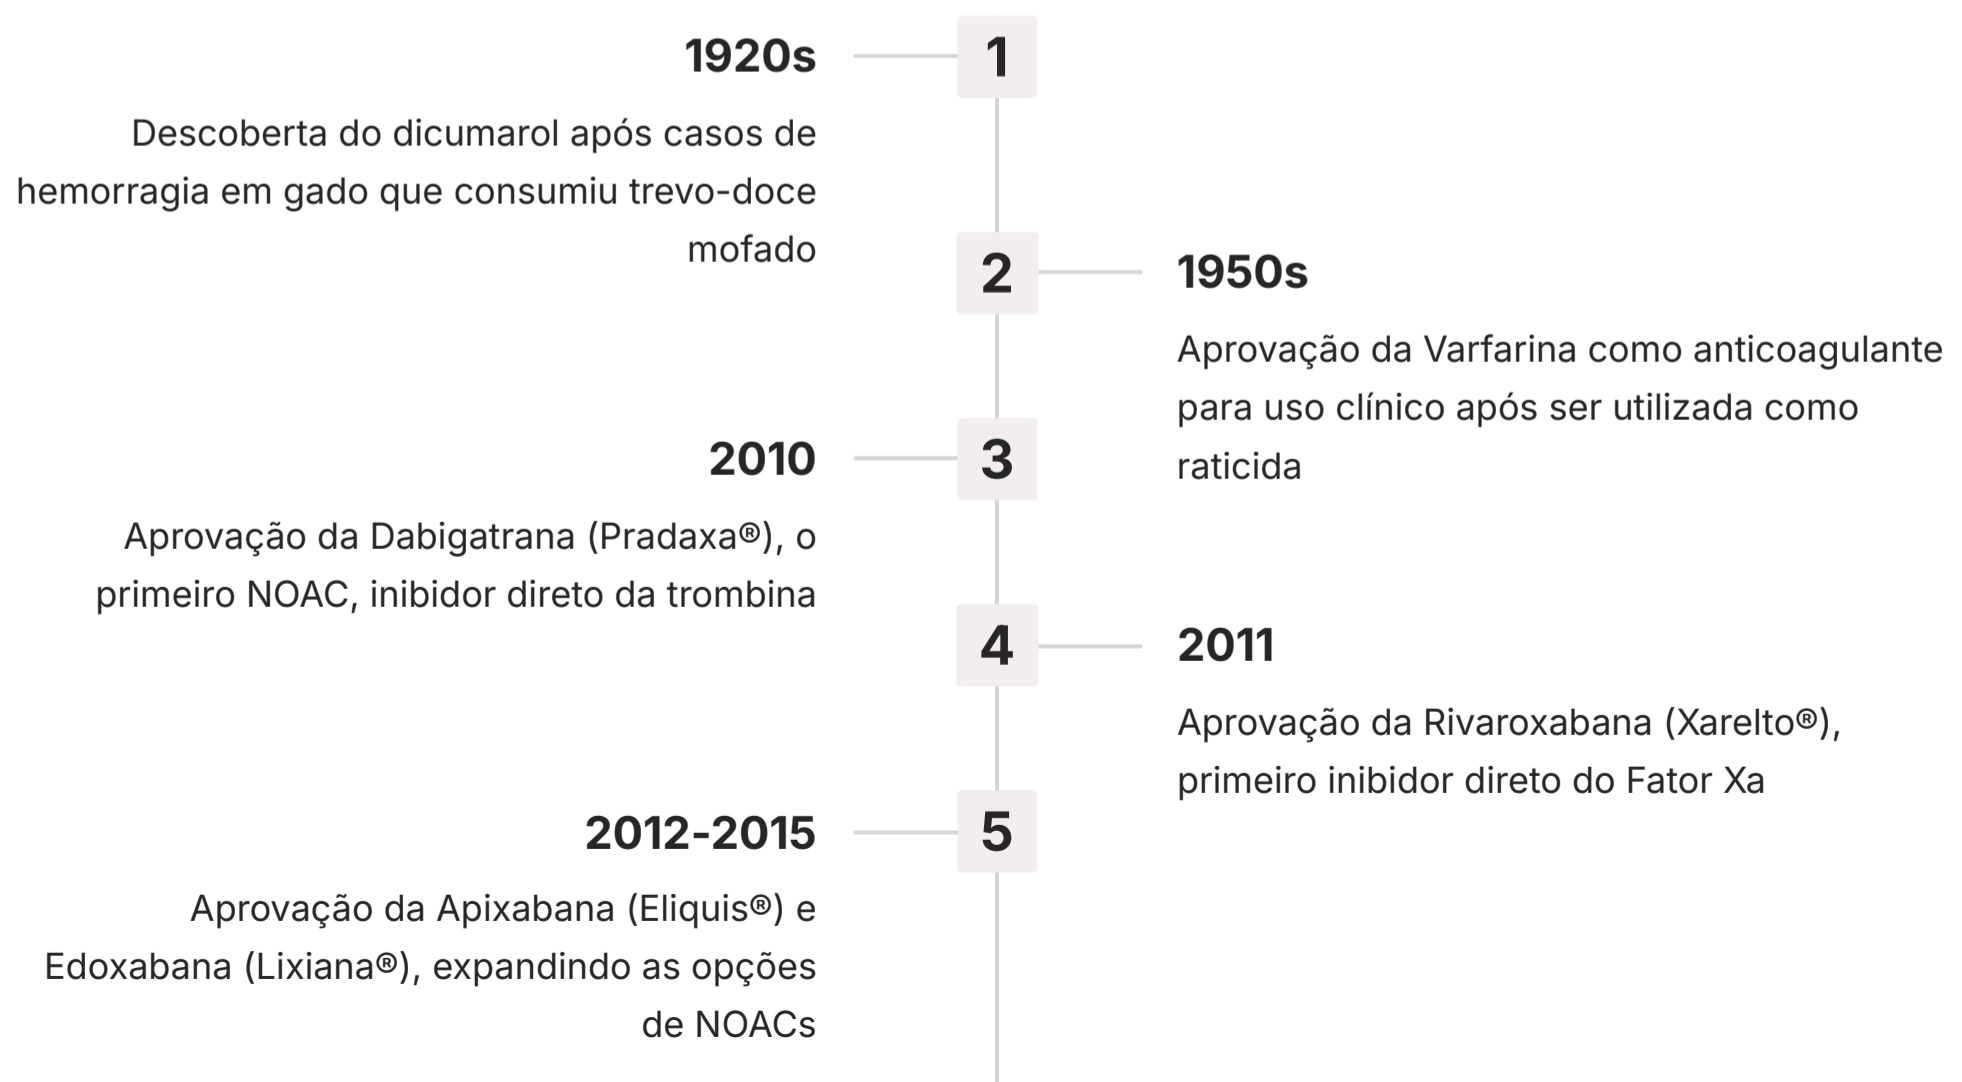 1920s
1
Descoberta do dicumarol após casos de
hemorragia em gado que consumiu trevo-doce
mofado
2
1950s
Aprovação da Varfarina como anticoagulante
para uso clínico após ser utilizada como
raticida
2010
3
Aprovação da Dabigatrana (Pradaxa®), o
primeiro NOAC, inibidor direto da trombina
4
2011
Aprovação da Rivaroxabana (Xarelto®),
primeiro inibidor direto do Fator Xa
2012-2015
5
Aprovação da Apixabana (Eliquis®) e
Edoxabana (Lixiana®), expandindo as opções
de NOACs